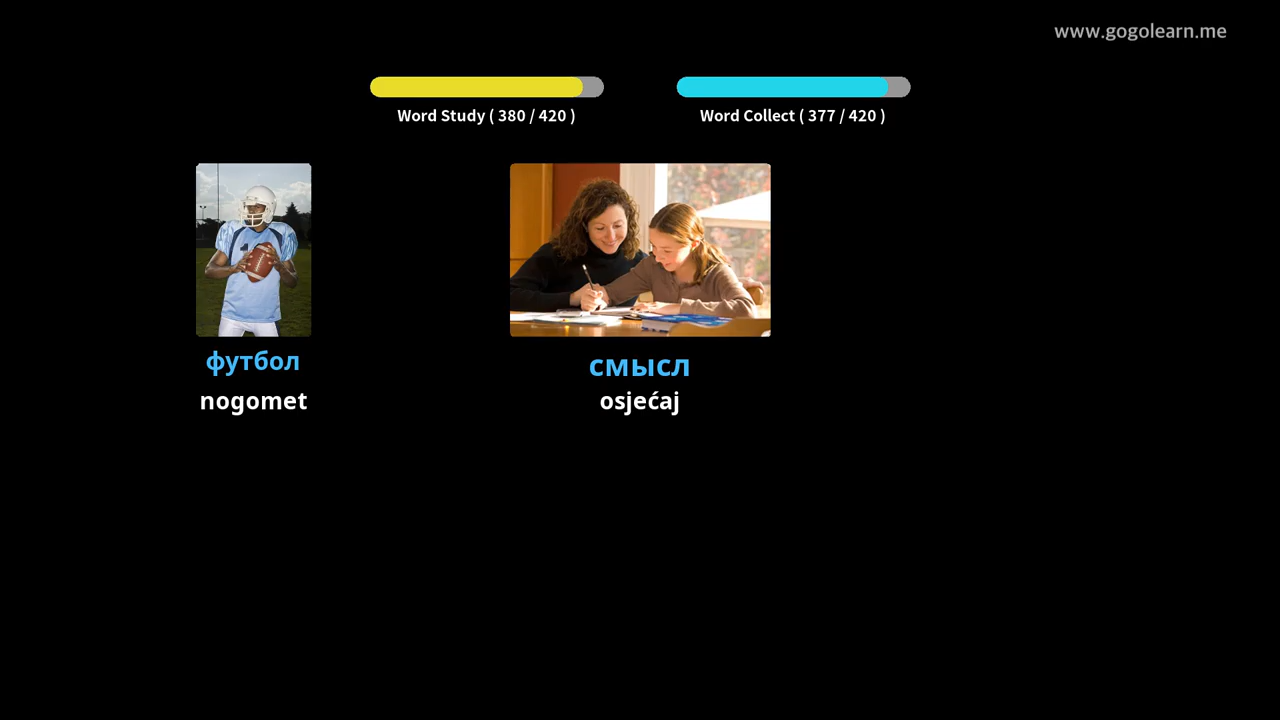 www.gogolearn.me
Word Study ( 380 / 420 )
Word Collect ( 377 / 420 )
футбол
nogomet
смысл
osjećaj